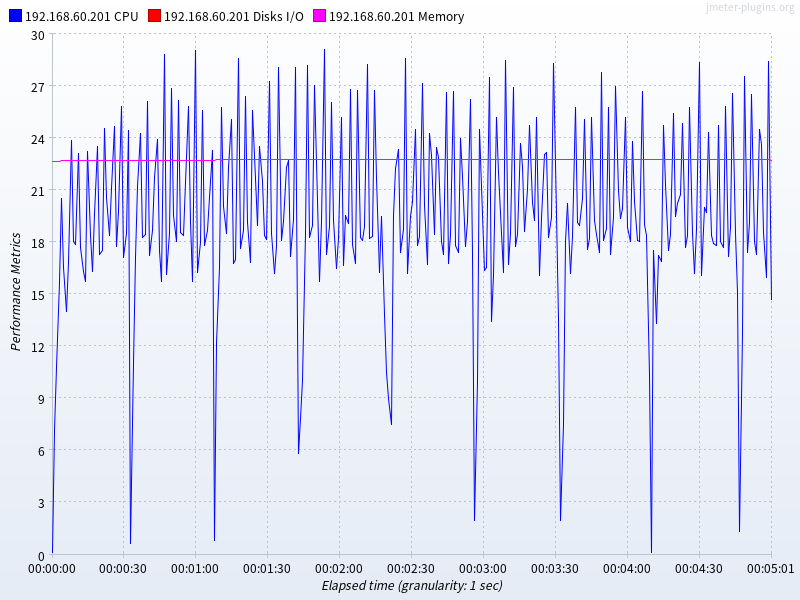 jmeter-plugins.org
192.168.60.201 CPU 192.168.60.201 Disks I/O 192.168.60.201 Memory
30
27
24
21
18
15
12
9
6
3
0
Performance Metrics
00:00:00 00:00:30 00:01:00 00:01:30 00:02:00 00:02:30 00:03:00 00:03:30 00:04:00 00:04:30 00:05:01
Elapsed time (granularity: 1 sec)